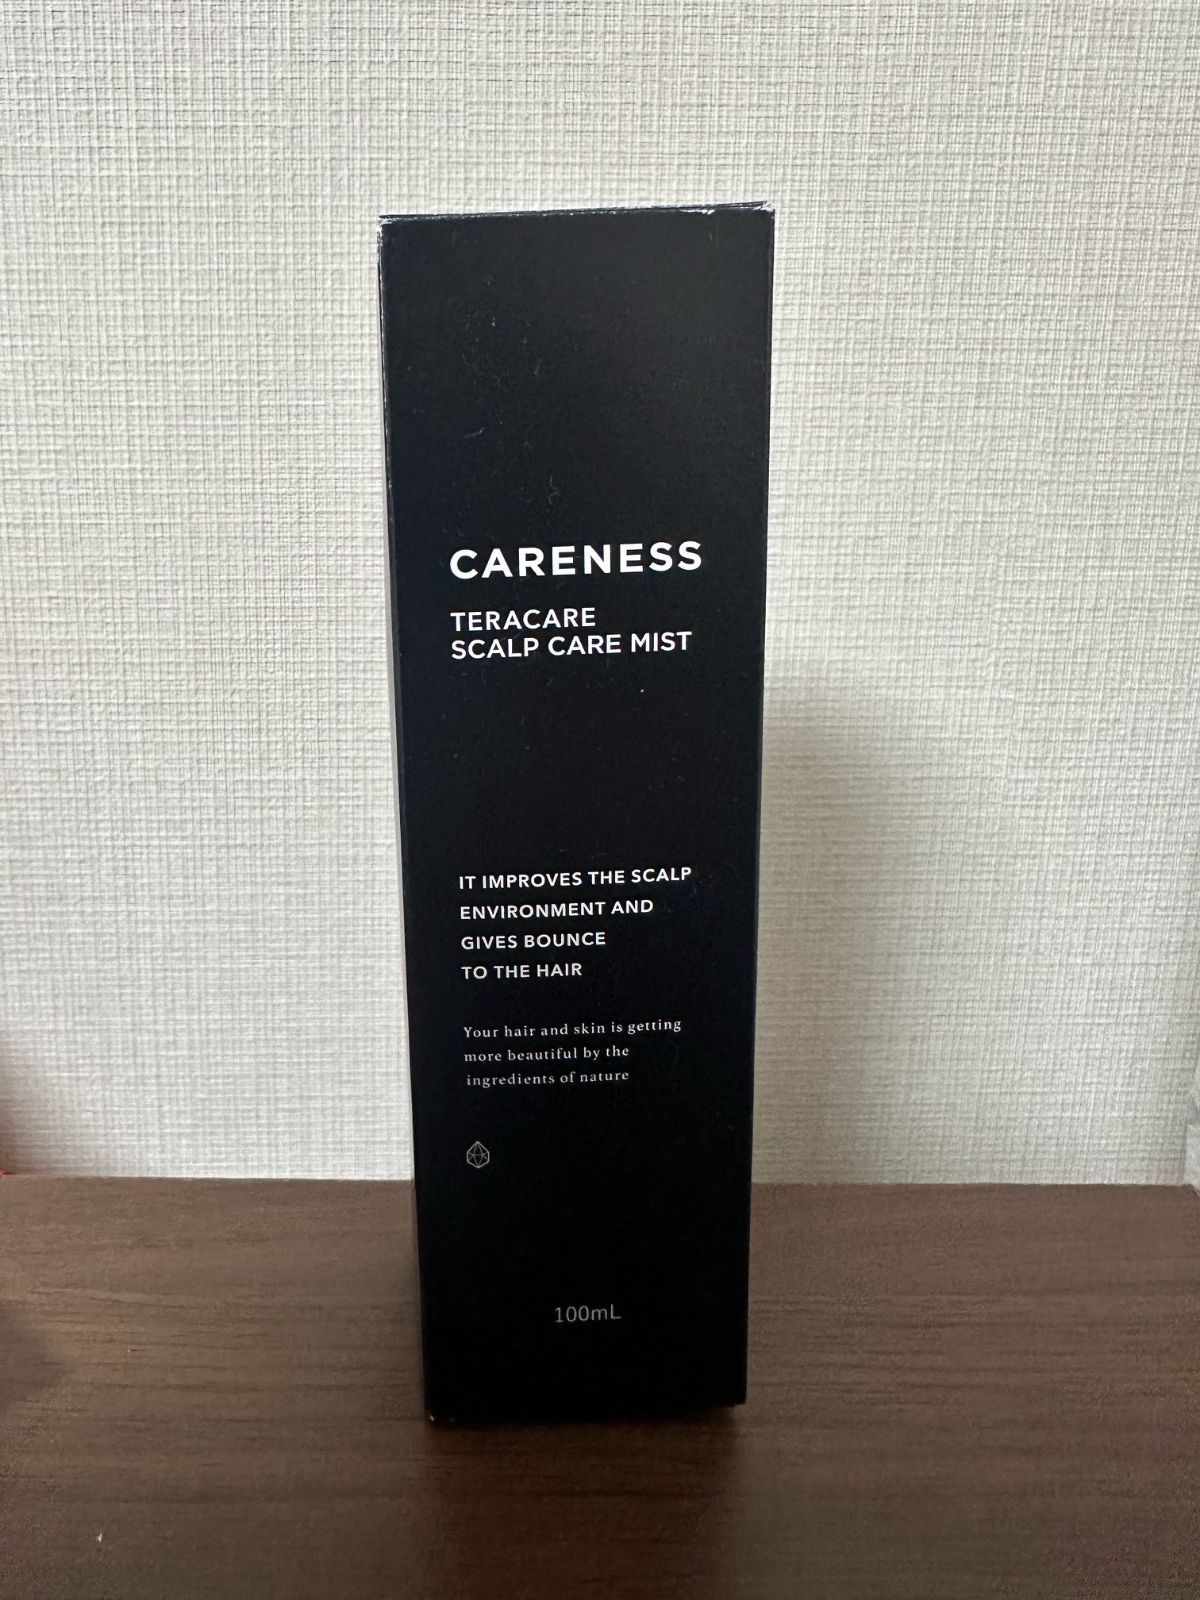 CARENESS
TERACARE
SCALP CARE MIST
IT IMPROVES THE SCALP
ENVIRONMENT AND
GIVES BOUNCE
TO THE HAIR
Your hair and skin is getting
more beautiful by the
ingredients of nature
100mL